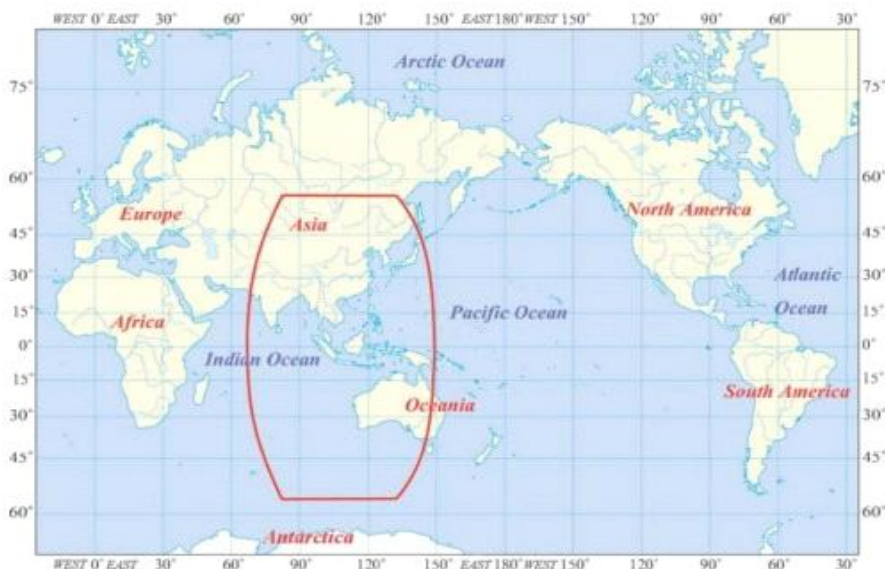 WEST 0° EAST 30° 60° 90° 120° 150° EAST 180° WEST 150° 120° 90° 60° 30°
Arctic Ocean
75° 75°
60° 60°
Europe Asia North America
45° 45°
30° Atlantic 30°
15° Africa Pacific Ocean Ocean 15°
0° Indian Ocean 0°
15° 15°
Oceania South America
30° 30°
45° 45°
60° 60°
Antarctica
WEST 0° EAST 30° 60° 90° 120° 150° EAST 180° WEST 150° 120° 90° 60° 30°